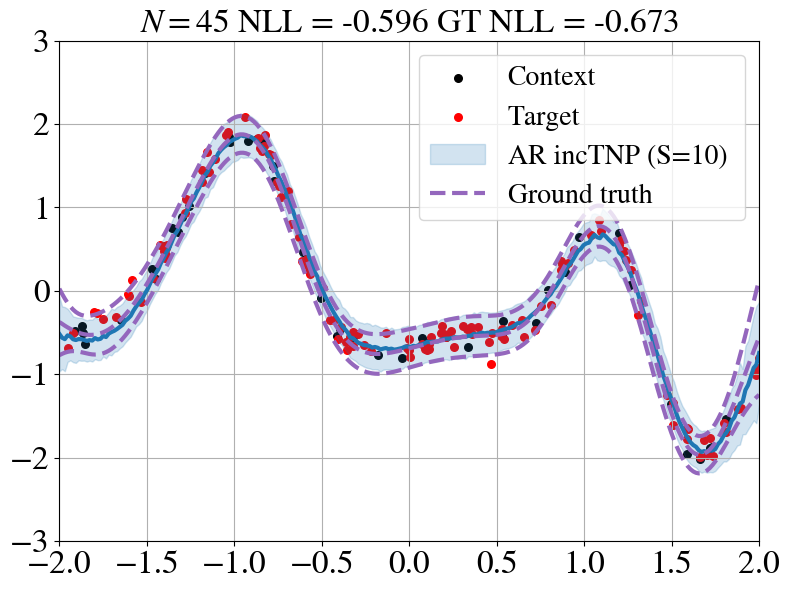 N = 45 NLL = -0.596 GT NLL = -0.673
Context
Target
AR incTNP (S=10)
Ground truth
3
2
1
0
−1
−2
−3
−2.0 −1.5 −1.0 −0.5 0.0 0.5 1.0 1.5 2.0